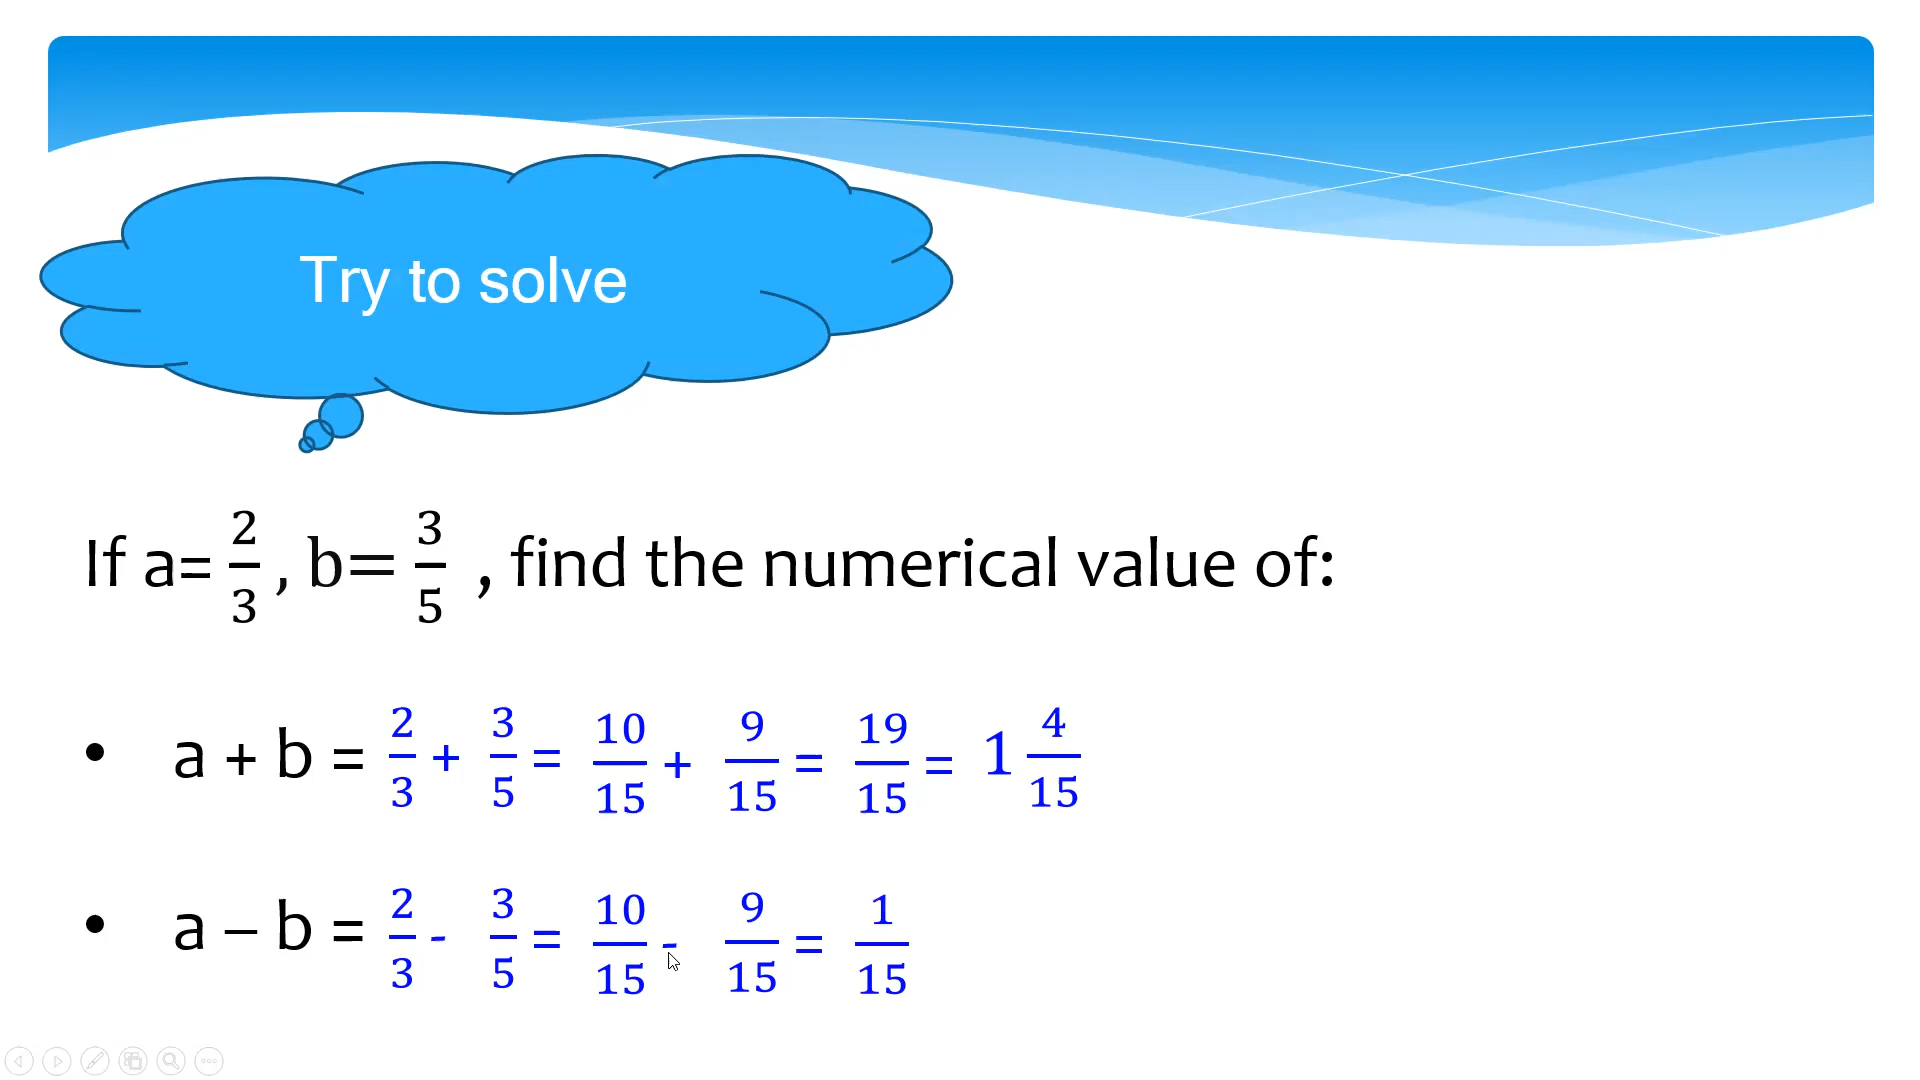 Try to solve
If a= 2/3 , b= 3/5 , find the numerical value of:
• a + b = 2/3 + 3/5 = 10/15 + 9/15 = 19/15 = 1 4/15
• a – b = 2/3 - 3/5 = 10/15 - 9/15 = 1/15